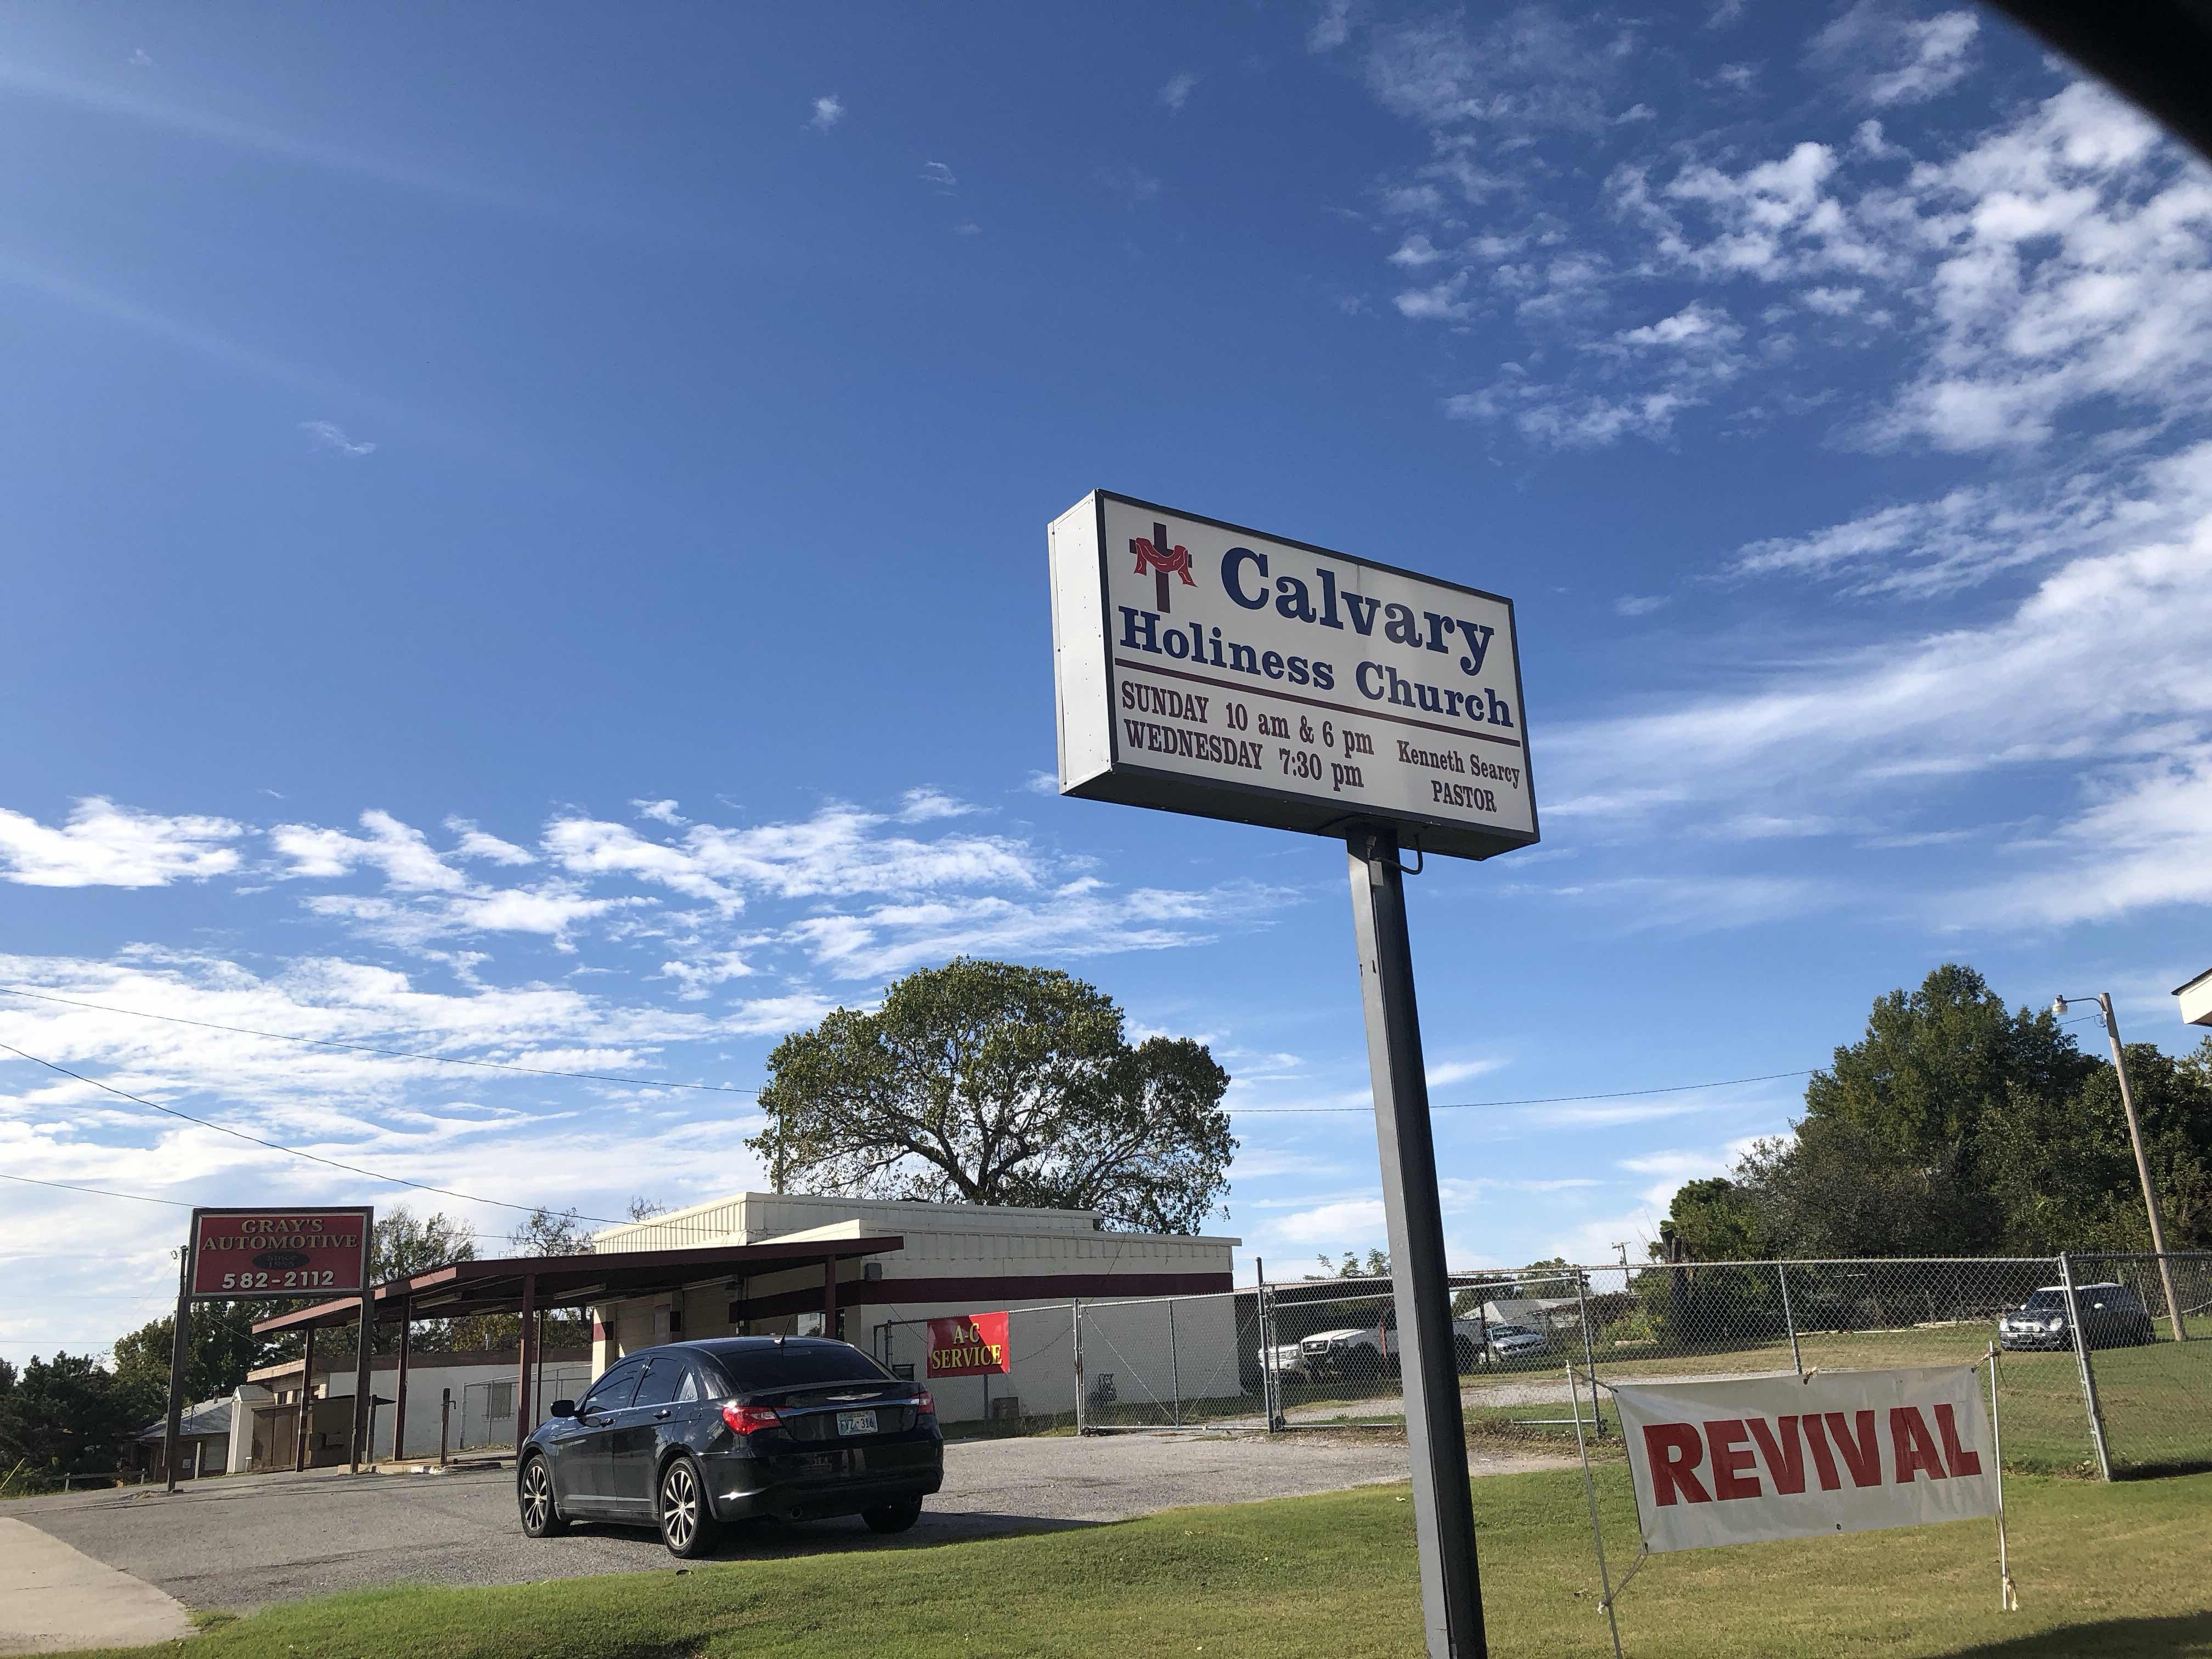 Calvary
Holiness Church
SUNDAY 10 am & 6 pm
WEDNESDAY 7:30 pm
Kenneth Searcy
PASTOR
GRAY'S
AUTOMOTIVE
582-2112
A-C
SERVICE
REVIVAL